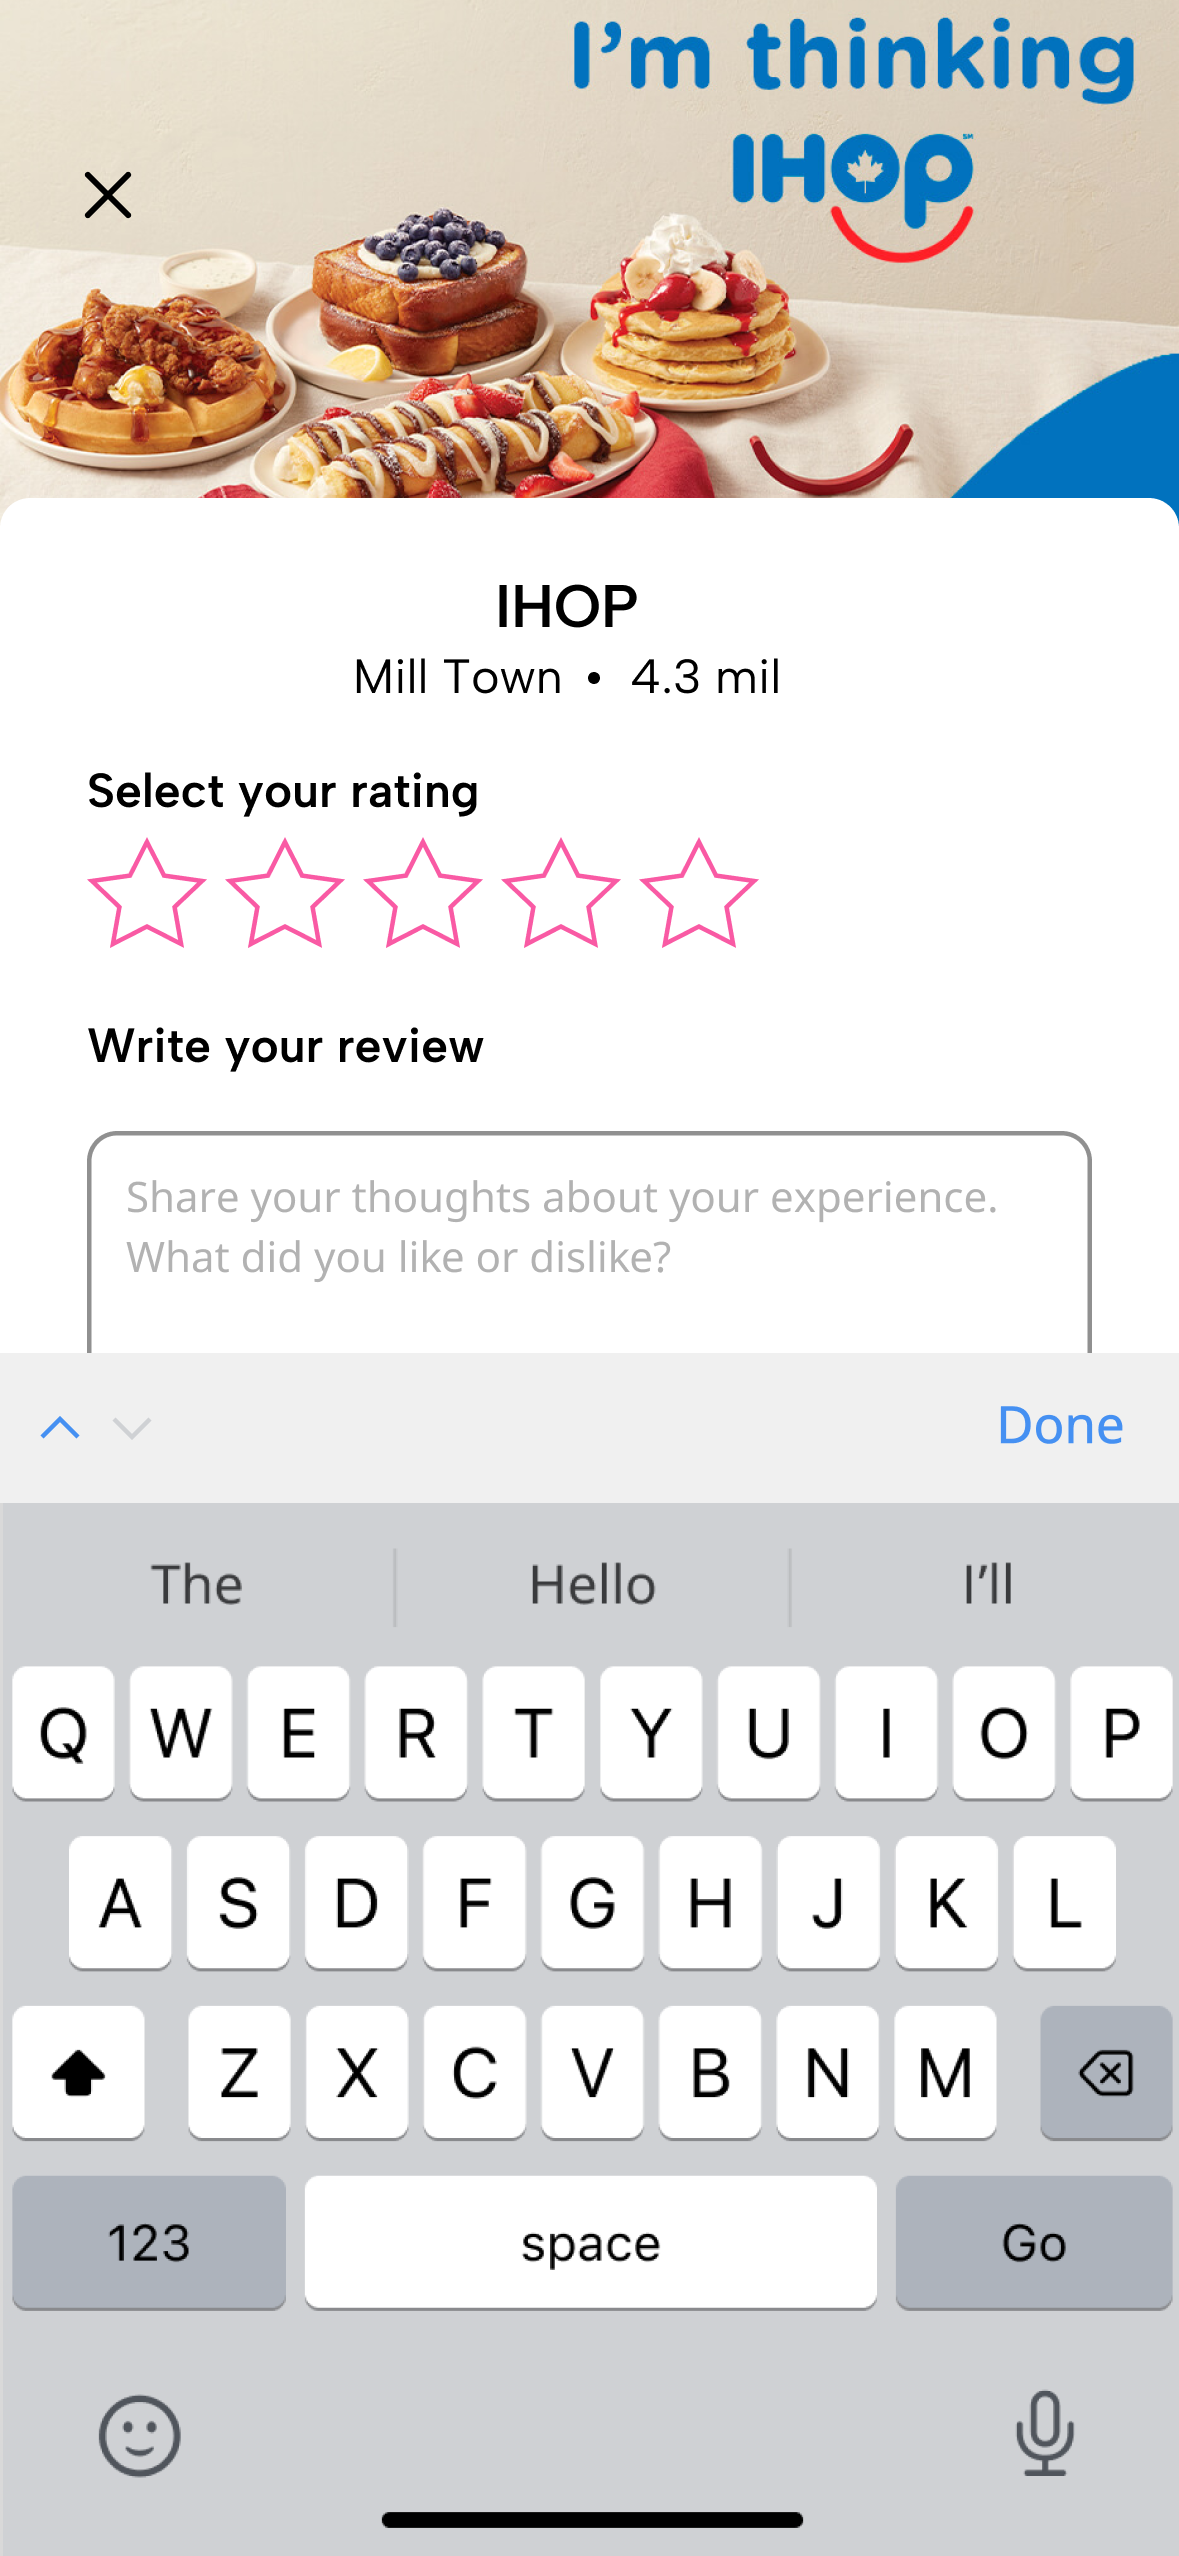 I'm thinking
IHOP SM
IHOP
Mill Town • 4.3 mil
Select your rating
Write your review
Share your thoughts about your experience.
What did you like or dislike?
Done
The Hello I'll
Q W E R T Y U I O P
A S D F G H J K L
Z X C V B N M
123 space Go